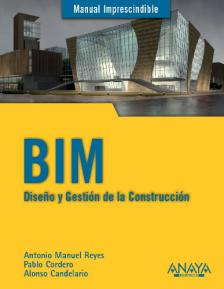 Manual Imprescindible
BIM
Diseño y Gestión de la Construcción
Antonio Manuel Reyes
Pablo Cordero
Alonso Candelario
ANAYA